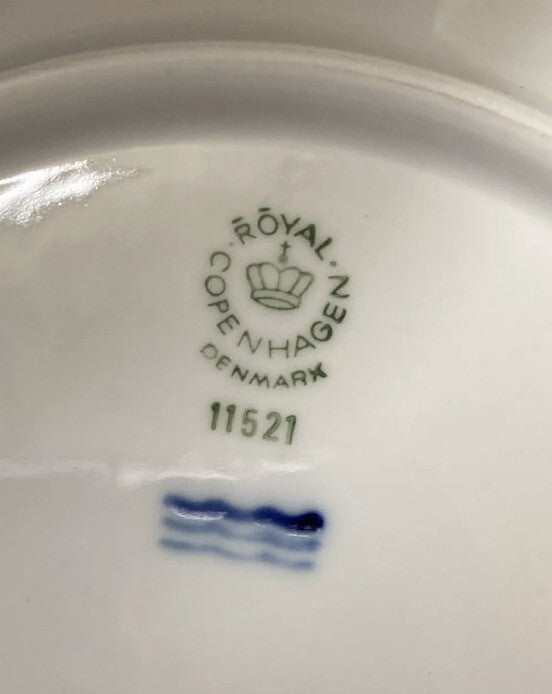 ROYAL
COPENHAGEN
DENMARK
11521